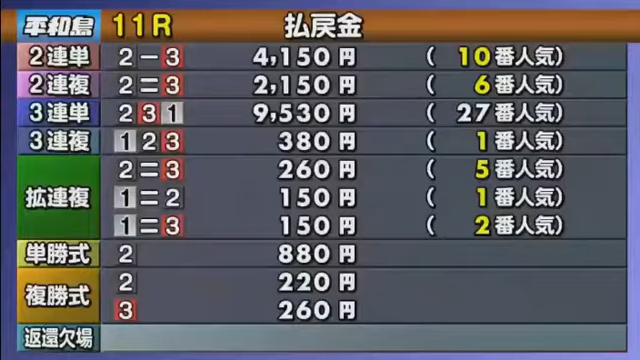 平和島 11R 払戻金
2連単 2-3 4,150円 (10番人気)
2連複 2=3 2,150円 (6番人気)
3連単 2 3 1 9,530円 (27番人気)
3連複 1 2 3 380円 (1番人気)
2=3 260円 (5番人気)
拡連複 1=2 150円 (1番人気)
1=3 150円 (2番人気)
単勝式 2 880円
複勝式 2 220円
3 260円
返還欠場